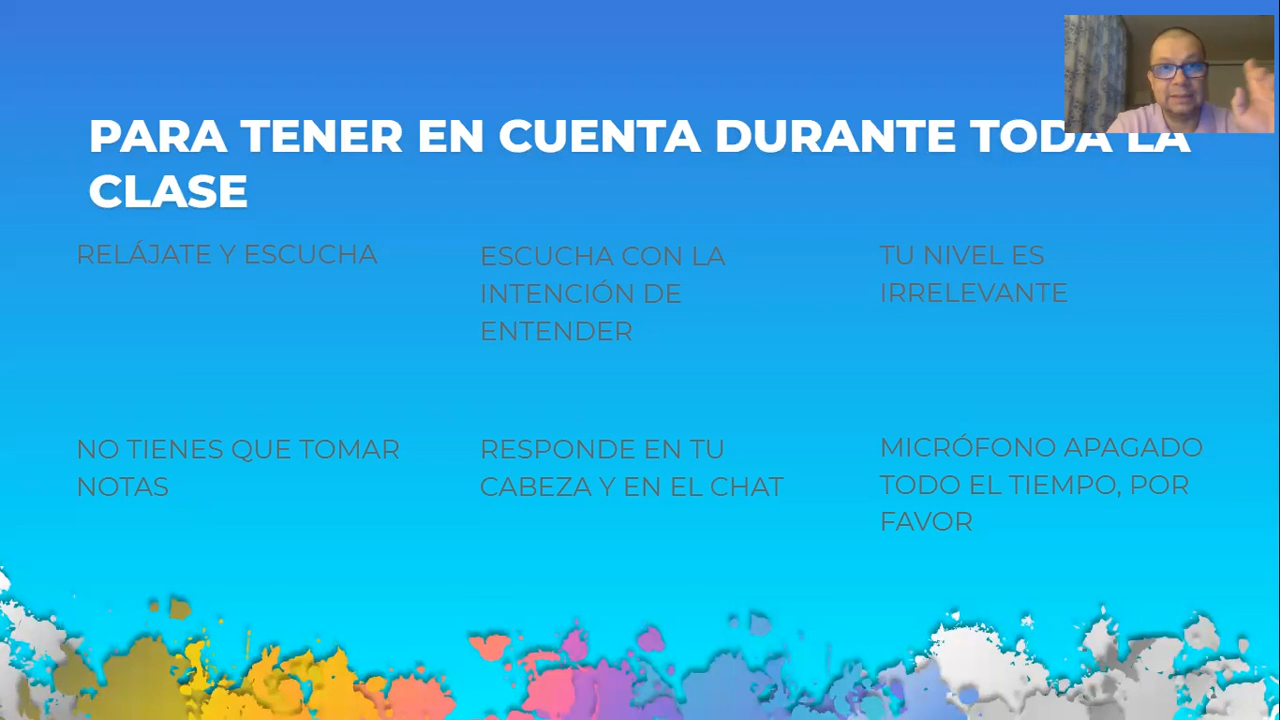 PARA TENER EN CUENTA DURANTE TODA LA
CLASE
RELÁJATE Y ESCUCHA
ESCUCHA CON LA
INTENCIÓN DE
ENTENDER
TU NIVEL ES
IRRELEVANTE
NO TIENES QUE TOMAR
NOTAS
RESPONDE EN TU
CABEZA Y EN EL CHAT
MICRÓFONO APAGADO
TODO EL TIEMPO, POR
FAVOR